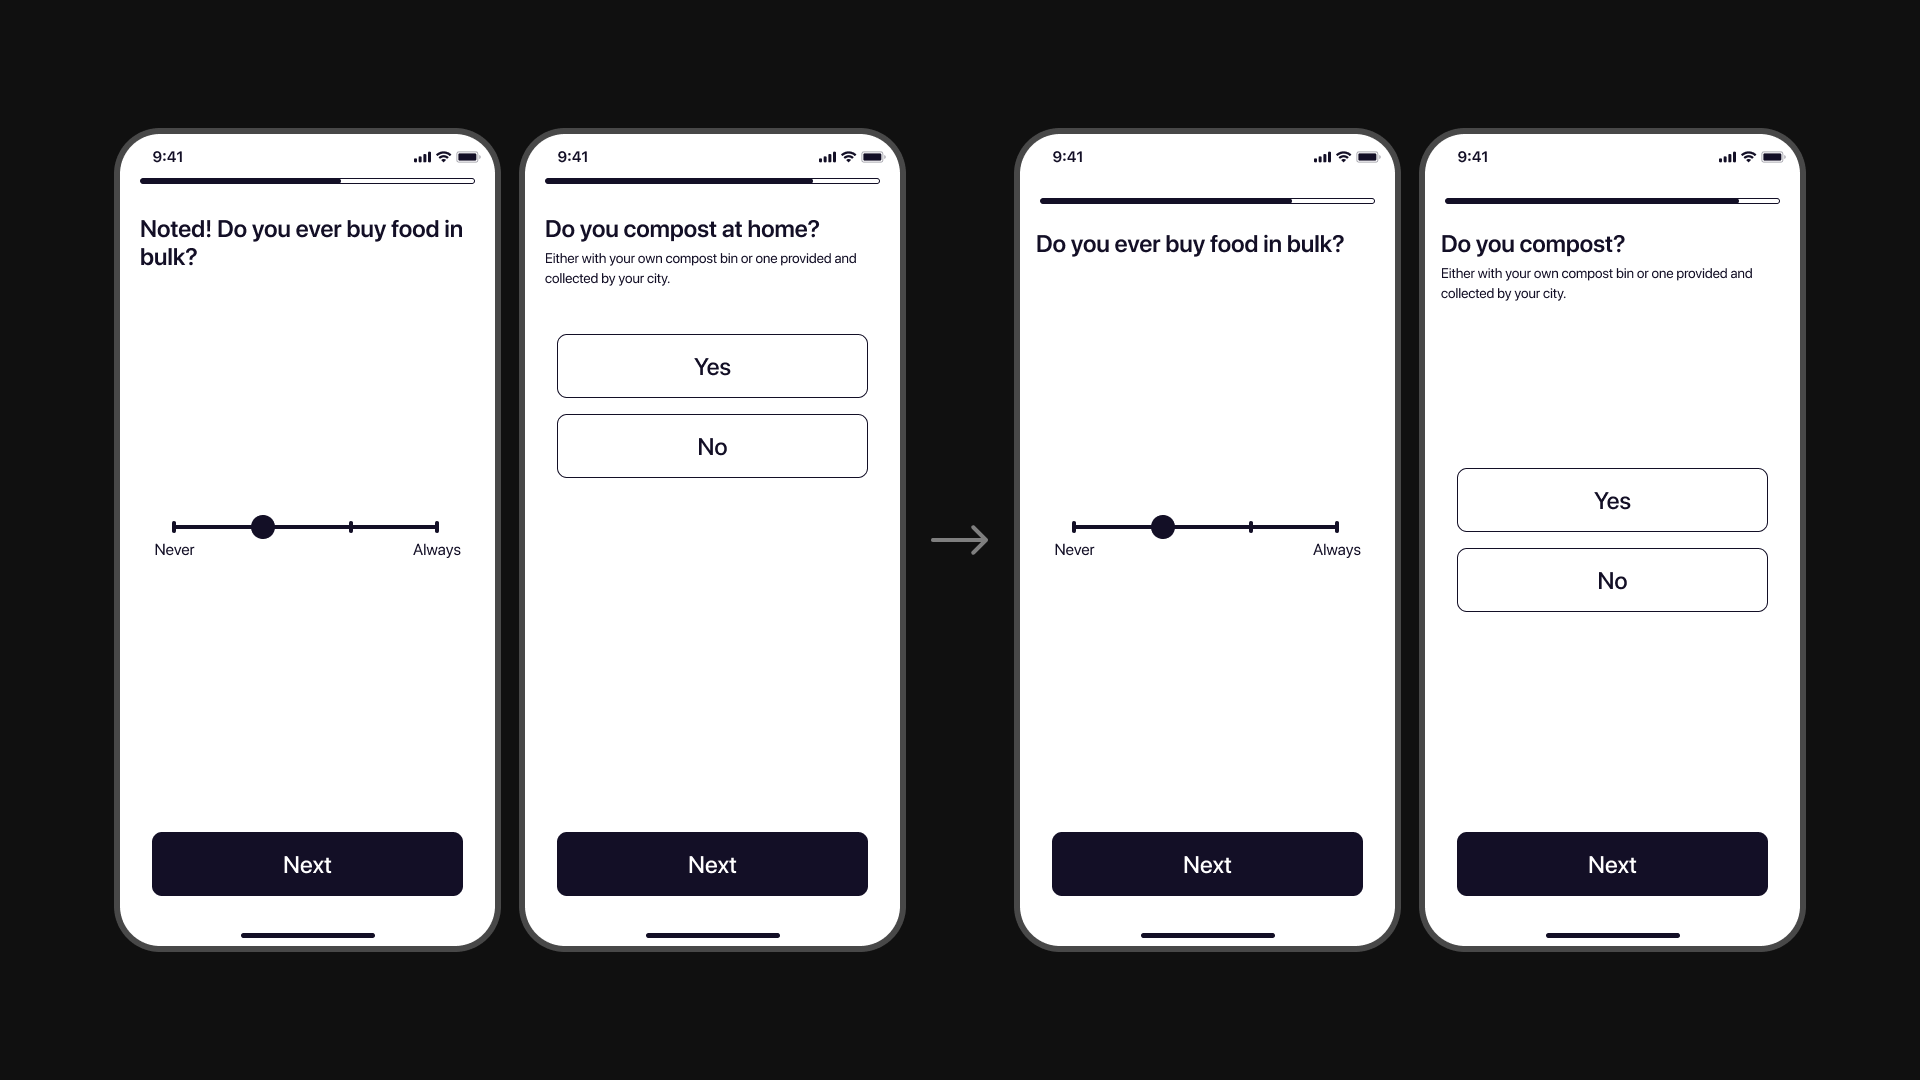 9:41
Noted! Do you ever buy food in
bulk?
Never
Always
Next
9:41
Do you compost at home?
Either with your own compost bin or one provided and
collected by your city.
Yes
No
Next
9:41
Do you ever buy food in bulk?
Never
Always
Next
9:41
Do you compost?
Either with your own compost bin or one provided and
collected by your city.
Yes
No
Next